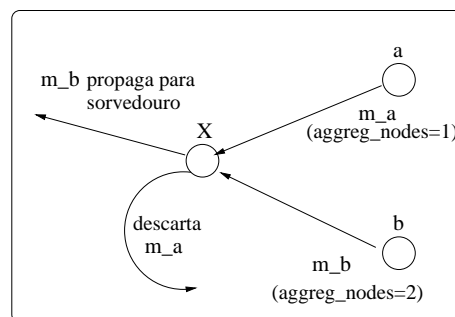 m_b propaga para
sorvedouro
a
X
m_a
(aggreg_nodes=1)
descarta
m_a
b
m_b
(aggreg_nodes=2)